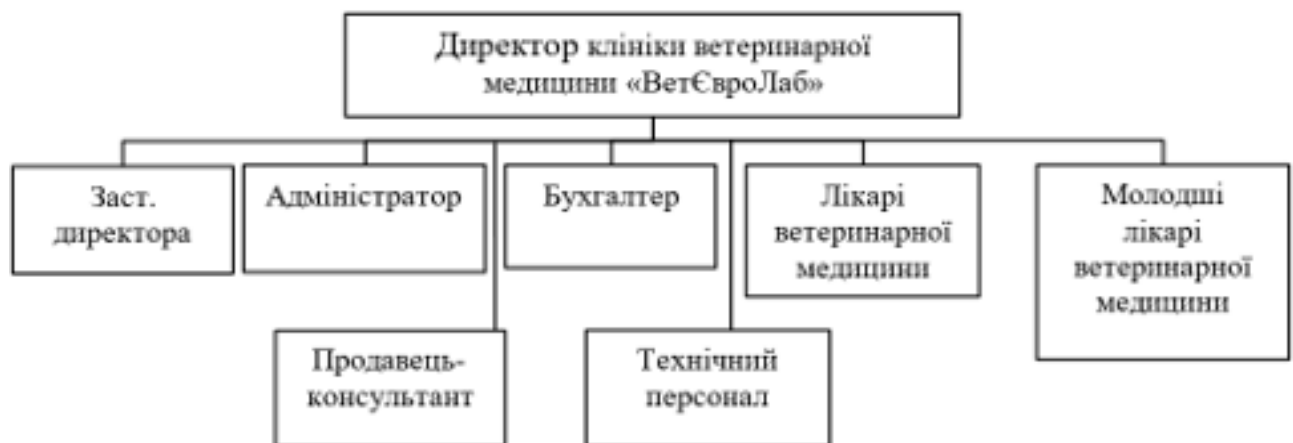 Директор клініки ветеринарної
медицини «ВетЄвроЛаб»
Заст.
директора
Адміністратор
Бухгалтер
Лікарі
ветеринарної
медицини
Молодші
лікарі
ветеринарної
медицини
Продавець-
консультант
Технічний
персонал